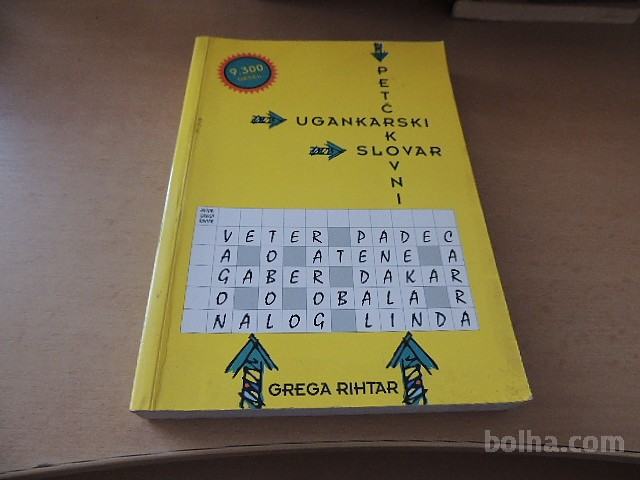 9.300
GESEL
PETČRKOVNI
UGANKARSKI
SLOVAR
VETER PADEC
A O ATENE A
GABER DAKAR
O O OBALA R
NALOG LINDA
GREGA RIHTAR
bolha.com